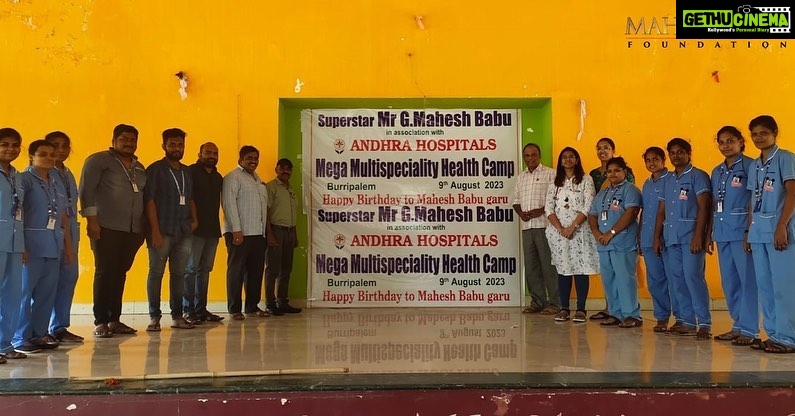 MAH
FOUNDATION
GETHU CINEMA
Kollywood's Personal Diary
Superstar Mr G.Mahesh Babu
in association with
ANDHRA HOSPITALS
Mega Multispeciality Health Camp
Burripalem 9th August 2023
Happy Birthday to Mahesh Babu garu
Superstar Mr G.Mahesh Babu
in association with
ANDHRA HOSPITALS
Mega Multispeciality Health Camp
Burripalem 9th August 2023
Happy Birthday to Mahesh Babu garu